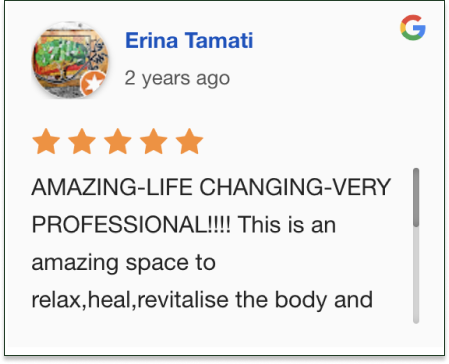 Erina Tamati
2 years ago
AMAZING-LIFE CHANGING-VERY
PROFESSIONAL!!!! This is an
amazing space to
relax,heal,revitalise the body and